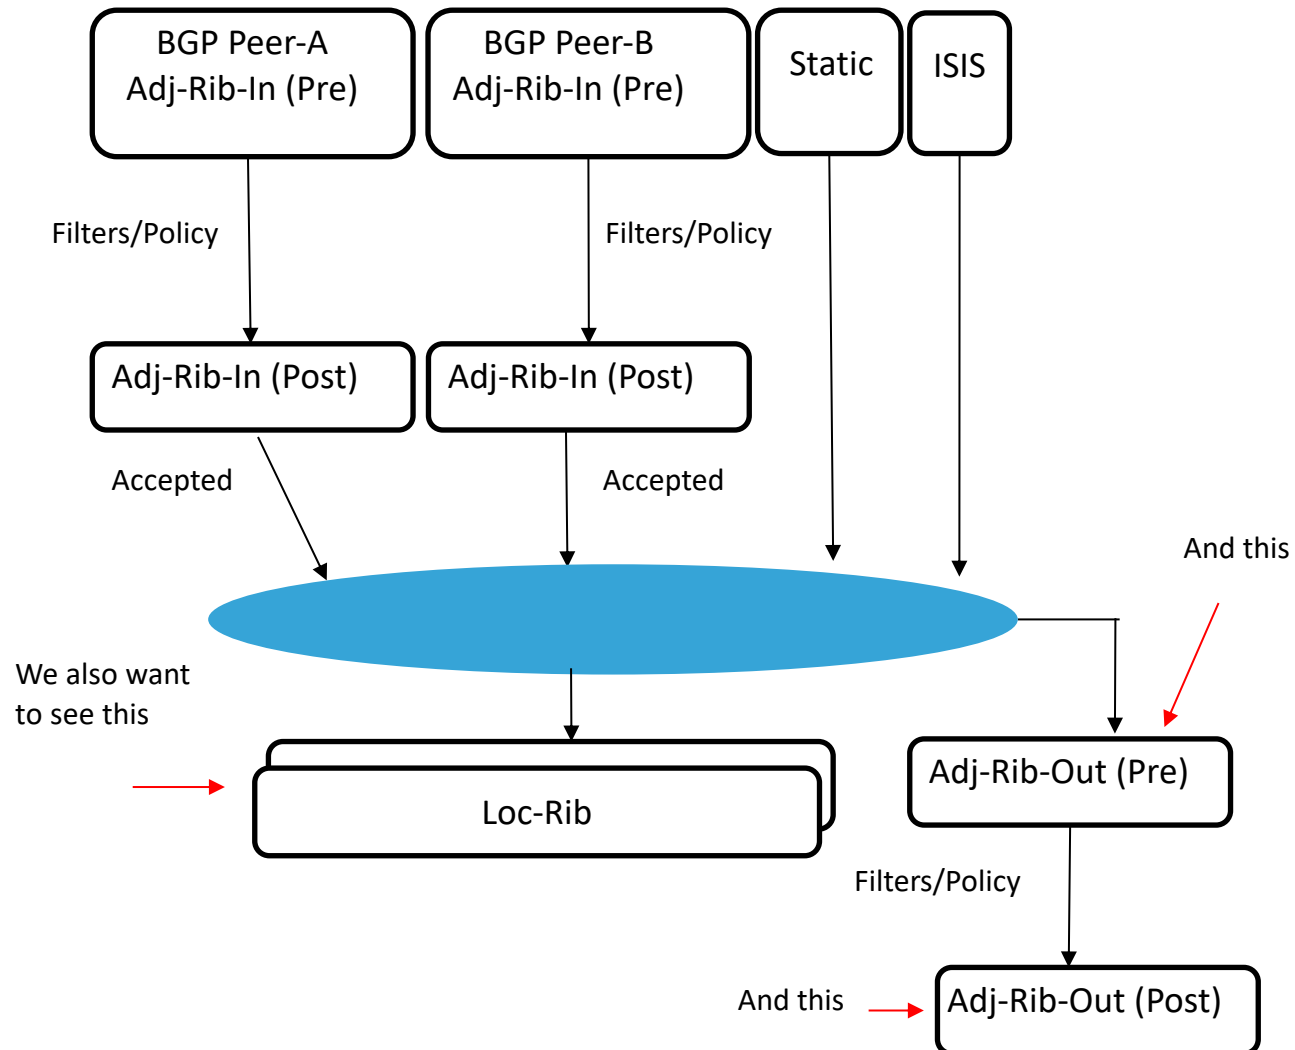 BGP Peer-A
Adj-Rib-In (Pre)
BGP Peer-B
Adj-Rib-In (Pre)
Static
ISIS
Filters/Policy
Filters/Policy
Adj-Rib-In (Post)
Adj-Rib-In (Post)
Accepted
Accepted
And this
We also want
to see this
Adj-Rib-Out (Pre)
Loc-Rib
Filters/Policy
And this
Adj-Rib-Out (Post)